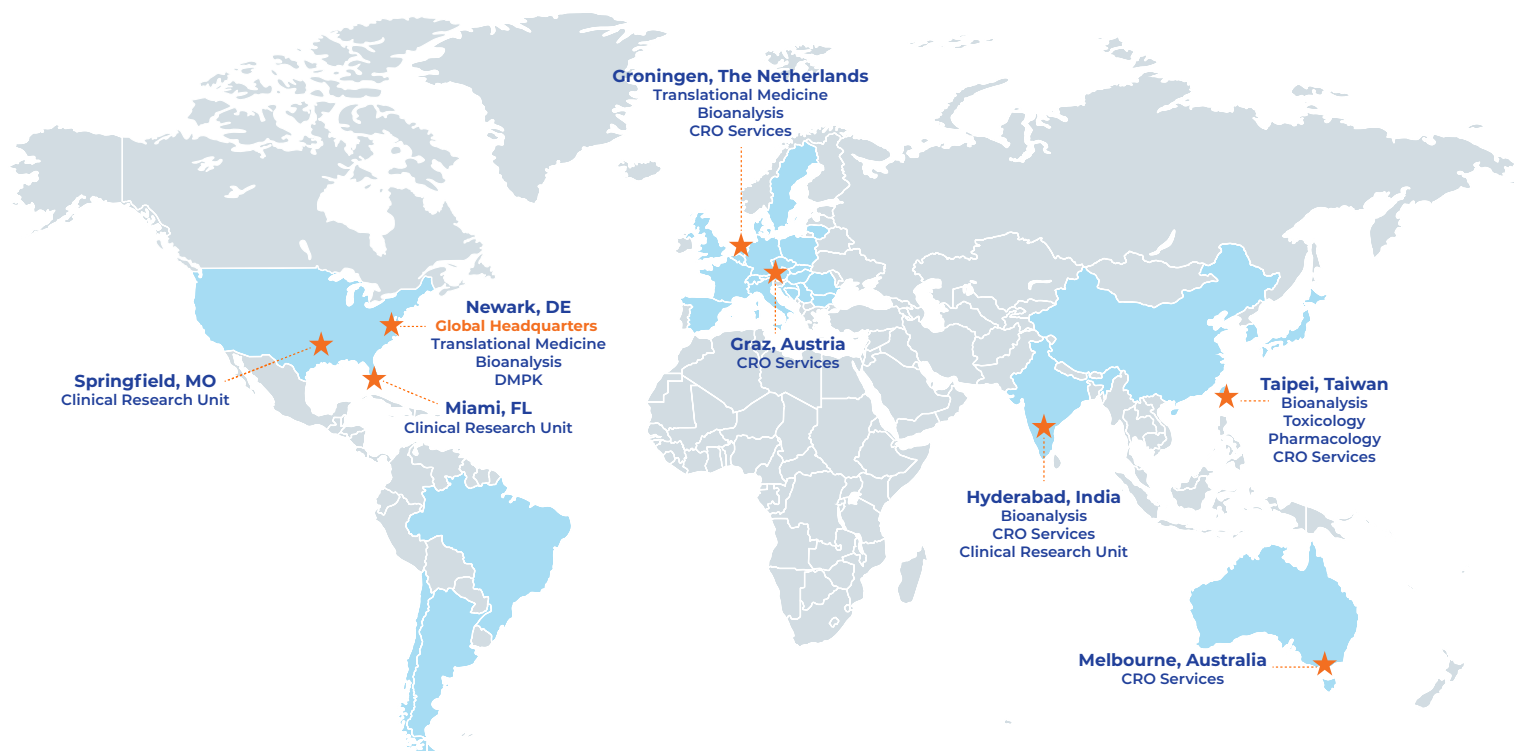 Groningen, The Netherlands
Translational Medicine
Bioanalysis
CRO Services
Newark, DE
Global Headquarters
Translational Medicine
Bioanalysis
DMPK
Springfield, MO
Clinical Research Unit
Miami, FL
Clinical Research Unit
Graz, Austria
CRO Services
Taipei, Taiwan
Bioanalysis
Toxicology
Pharmacology
CRO Services
Hyderabad, India
Bioanalysis
CRO Services
Clinical Research Unit
Melbourne, Australia
CRO Services